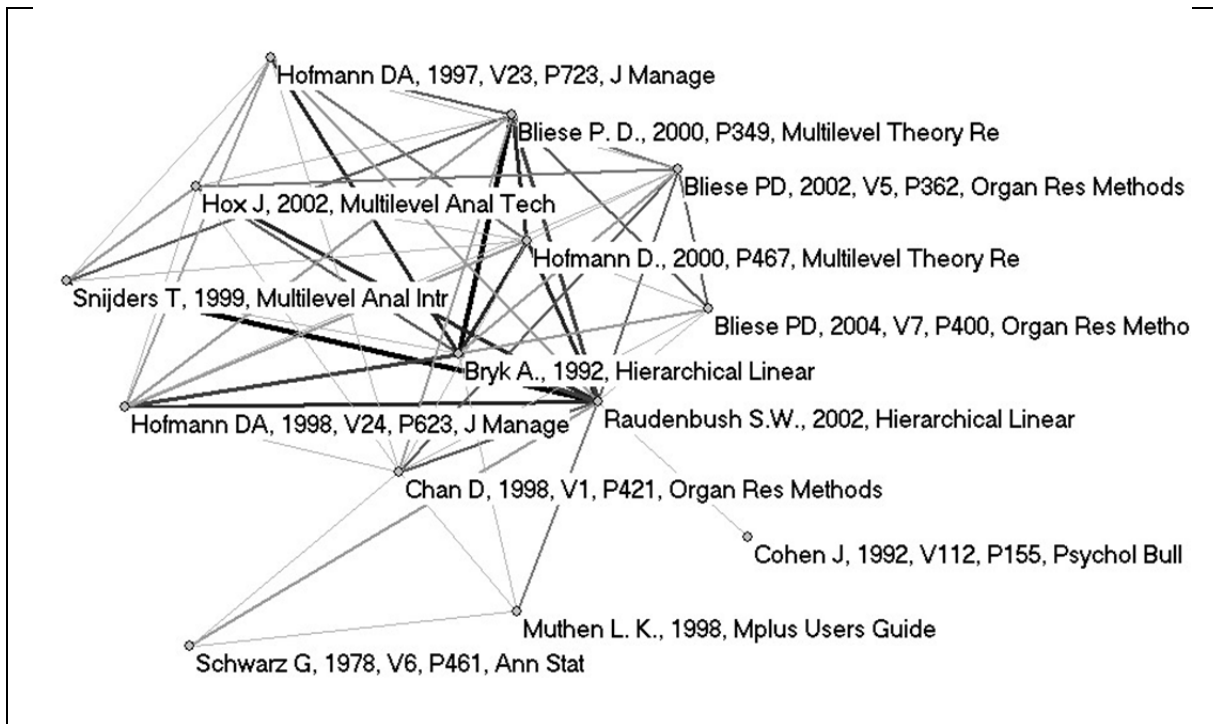 Hofmann DA, 1997, V23, P723, J Manage
Bliese P. D., 2000, P349, Multilevel Theory Re
Bliese PD, 2002, V5, P362, Organ Res Methods
Hox J, 2002, Multilevel Anal Tech
Hofmann D., 2000, P467, Multilevel Theory Re
Snijders T, 1999, Multilevel Anal Intr
Bliese PD, 2004, V7, P400, Organ Res Metho
Bryk A., 1992, Hierarchical Linear
Raudenbush S.W., 2002, Hierarchical Linear
Hofmann DA, 1998, V24, P623, J Manage
Chan D, 1998, V1, P421, Organ Res Methods
Cohen J, 1992, V112, P155, Psychol Bull
Muthen L. K., 1998, Mplus Users Guide
Schwarz G, 1978, V6, P461, Ann Stat